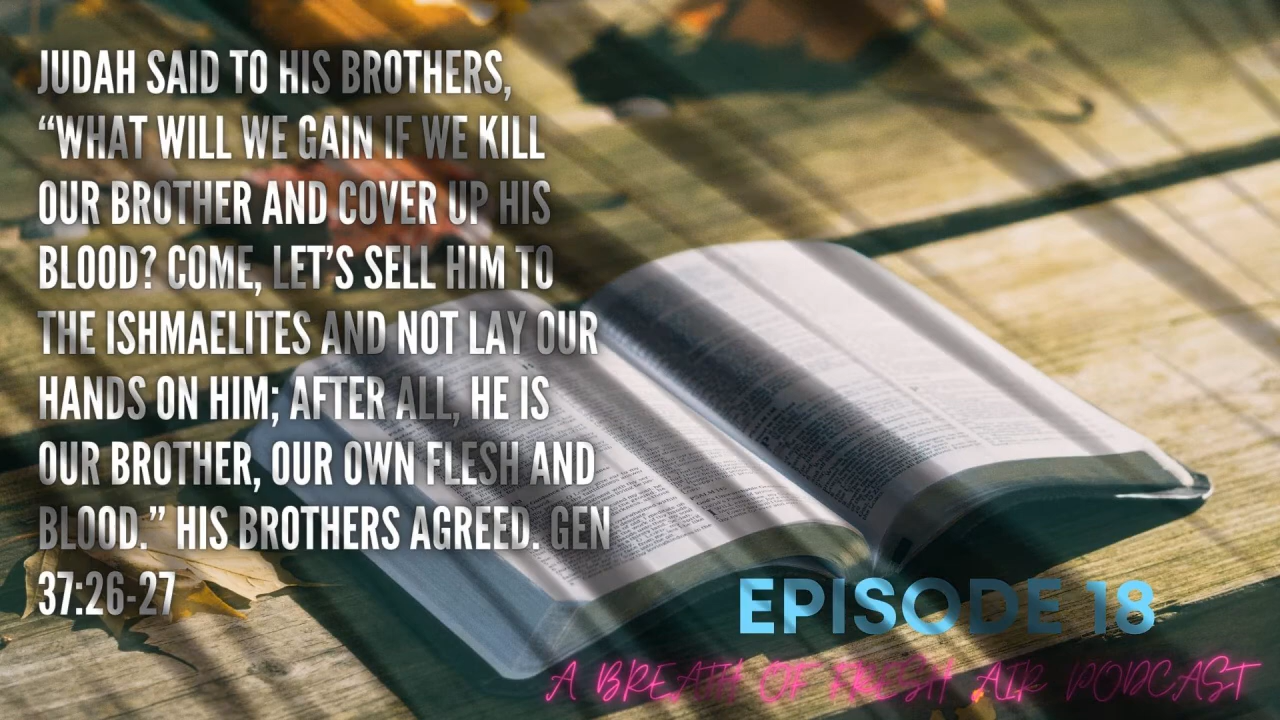 JUDAH SAID TO HIS BROTHERS,
“WHAT WILL WE GAIN IF WE KILL
OUR BROTHER AND COVER UP HIS
BLOOD? COME, LET’S SELL HIM TO
THE ISHMAELITES AND NOT LAY OUR
HANDS ON HIM; AFTER ALL, HE IS
OUR BROTHER, OUR OWN FLESH AND
BLOOD.” HIS BROTHERS AGREED. GEN
37:26-27
EPISODE 18
A BREATH OF FRESH AIR PODCAST